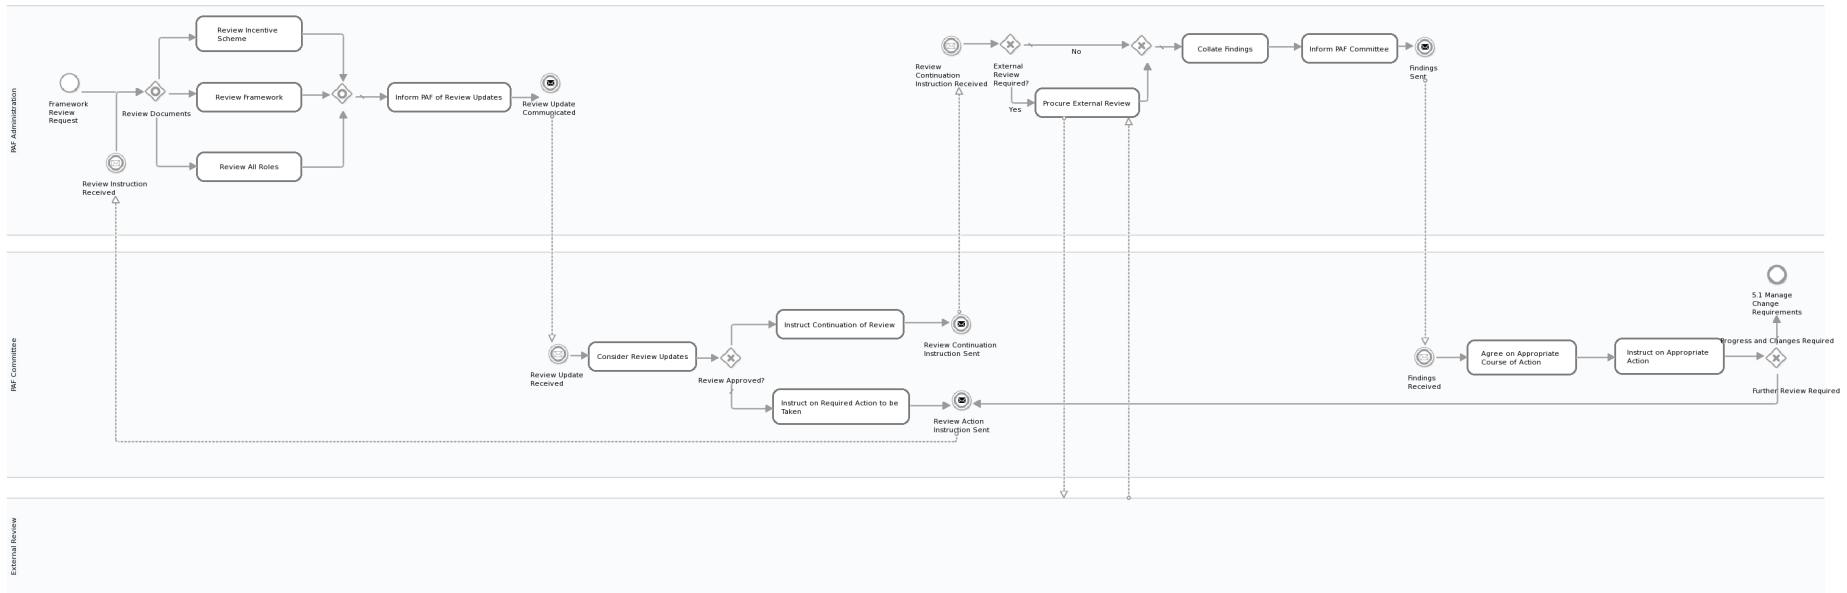 PAF Administration
Review Incentive
Scheme
Framework
Review
Request
Review Documents
Review Framework
Inform PAF of Review Updates
Review Update
Communicated
Review All Roles
Review Instruction
Received
Review
Continuation
Instruction Received
External
Review
Required?
No
Yes
Procure External Review
Collate Findings
Inform PAF Committee
Findings
Sent
PAF Committee
Review Update
Received
Consider Review Updates
Review Approved?
Instruct Continuation of Review
Review Continuation
Instruction Sent
Instruct on Required Action to be
Taken
Review Action
Instruction Sent
Findings
Received
Agree on Appropriate
Course of Action
Instruct on Appropriate
Action
5.1 Manage
Change
Requirements
Progress and Changes Required
Further Review Required
External Review